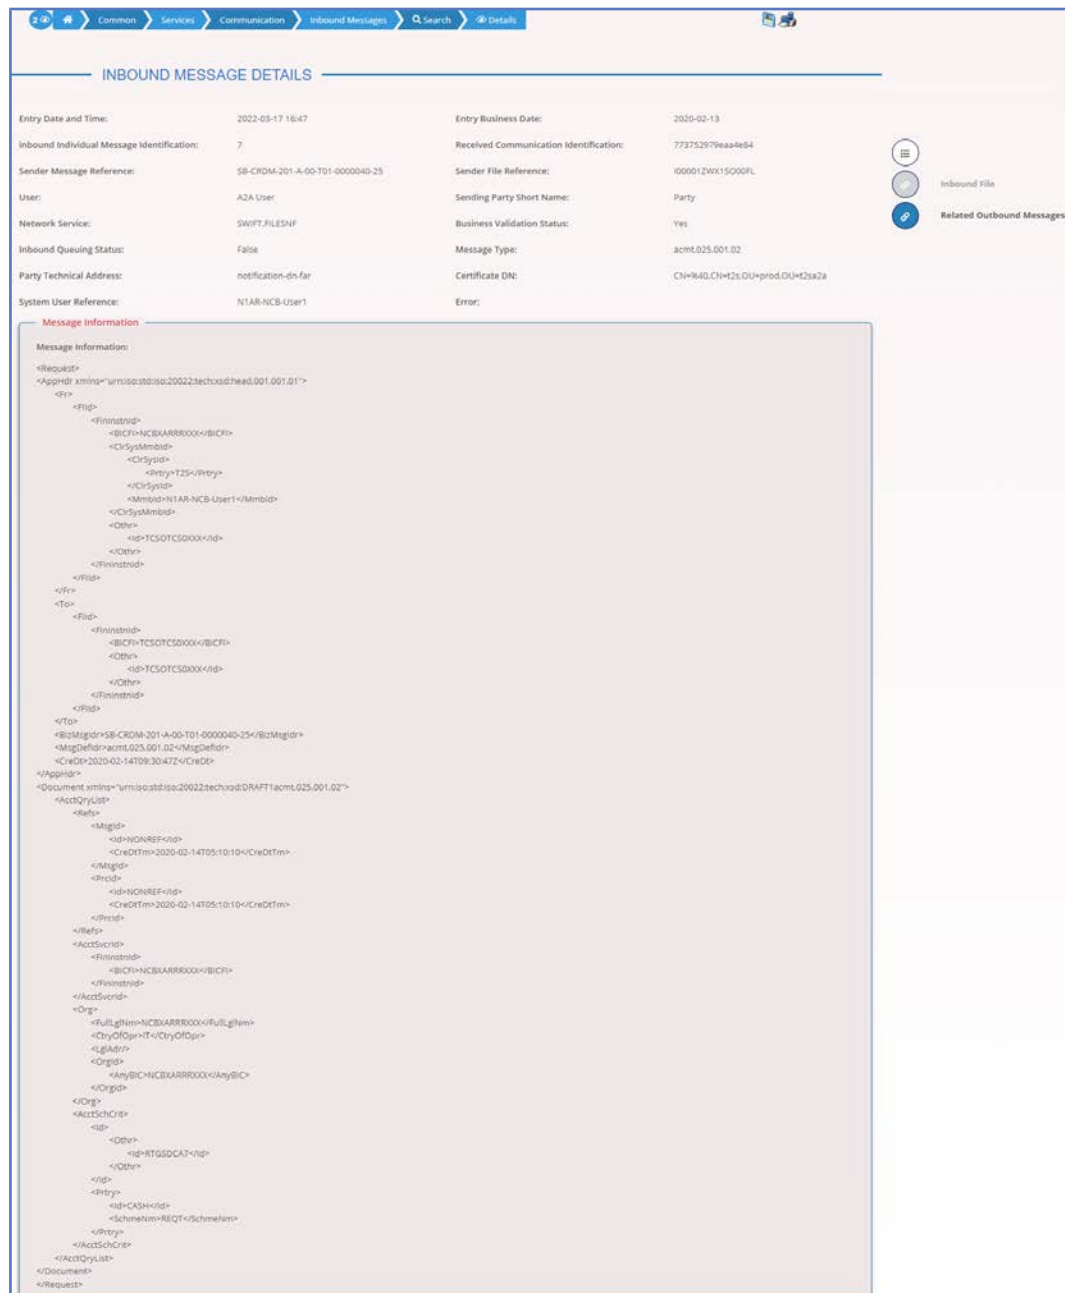 2 Common Services Communication Inbound Messages Search Details
INBOUND MESSAGE DETAILS
Entry Date and Time: 2022-03-17 16:47 Entry Business Date: 2020-02-13
Inbound Individual Message Identification: 7 Received Communication Identification: 773752979eaa4e84
Sender Message Reference: SB-CRDM-201-A-00-T01-0000040-25 Sender File Reference: I00001ZWX1SO00FL
User: A2A User Sending Party Short Name: Party
Inbound File
Related Outbound Messages
Network Service: SWIFT.FILESNF Business Validation Status: Yes
Inbound Queuing Status: False Message Type: acmt.025.001.02
Party Technical Address: notification-dn-far Certificate DN: CN=lt640,CN=t2s,OU=prod,OU=t2sa2a
System User Reference: N1AR-NCB-User1 Error:
Message Information
Message Information:
<Request>
<AppHdr xmlns="urn:iso:std:iso:20022:tech:xsd:head.001.001.01">
<Fr>
<FIId>
<FinInstnId>
<BICFI>NCBXARRRXXX</BICFI>
<ClrSysMmbId>
<ClrSysId>
<Prtry>T2S</Prtry>
</ClrSysId>
<MmbId>N1AR-NCB-User1</MmbId>
</ClrSysMmbId>
<Othr>
<Id>TCSOTCS0XXX</Id>
</Othr>
</FinInstnId>
</FIId>
</Fr>
<To>
<FIId>
<FinInstnId>
<BICFI>TCSOTCS0XXX</BICFI>
<Othr>
<Id>TCSOTCS0XXX</Id>
</Othr>
</FinInstnId>
</FIId>
</To>
<BizMsgIdr>SB-CRDM-201-A-00-T01-0000040-25</BizMsgIdr>
<MsgDefIdr>acmt.025.001.02</MsgDefIdr>
<CreDt>2020-02-14T09:30:47Z</CreDt>
</AppHdr>
<Document xmlns="urn:iso:std:iso:20022:tech:xsd:DRAFT1acmt.025.001.02">
<AcctQryList>
<Refs>
<MsgId>
<Id>NONREF</Id>
<CreDtTm>2020-02-14T05:10:10</CreDtTm>
</MsgId>
<PrcId>
<Id>NONREF</Id>
<CreDtTm>2020-02-14T05:10:10</CreDtTm>
</PrcId>
</Refs>
<AcctSvcrId>
<FinInstnId>
<BICFI>NCBXARRRXXX</BICFI>
</FinInstnId>
</AcctSvcrId>
<Org>
<FullLglNm>NCBXARRRXXX</FullLglNm>
<CtryOfOpr>IT</CtryOfOpr>
<LglAdr/>
<OrgId>
<AnyBIC>NCBXARRRXXX</AnyBIC>
</OrgId>
</Org>
<AcctSchCrit>
<Id>
<Othr>
<Id>RTGSDCA7</Id>
</Othr>
</Id>
<Prtry>
<Id>CASH</Id>
<SchmeNm>REQT</SchmeNm>
</Prtry>
</AcctSchCrit>
</AcctQryList>
</Document>
</Request>